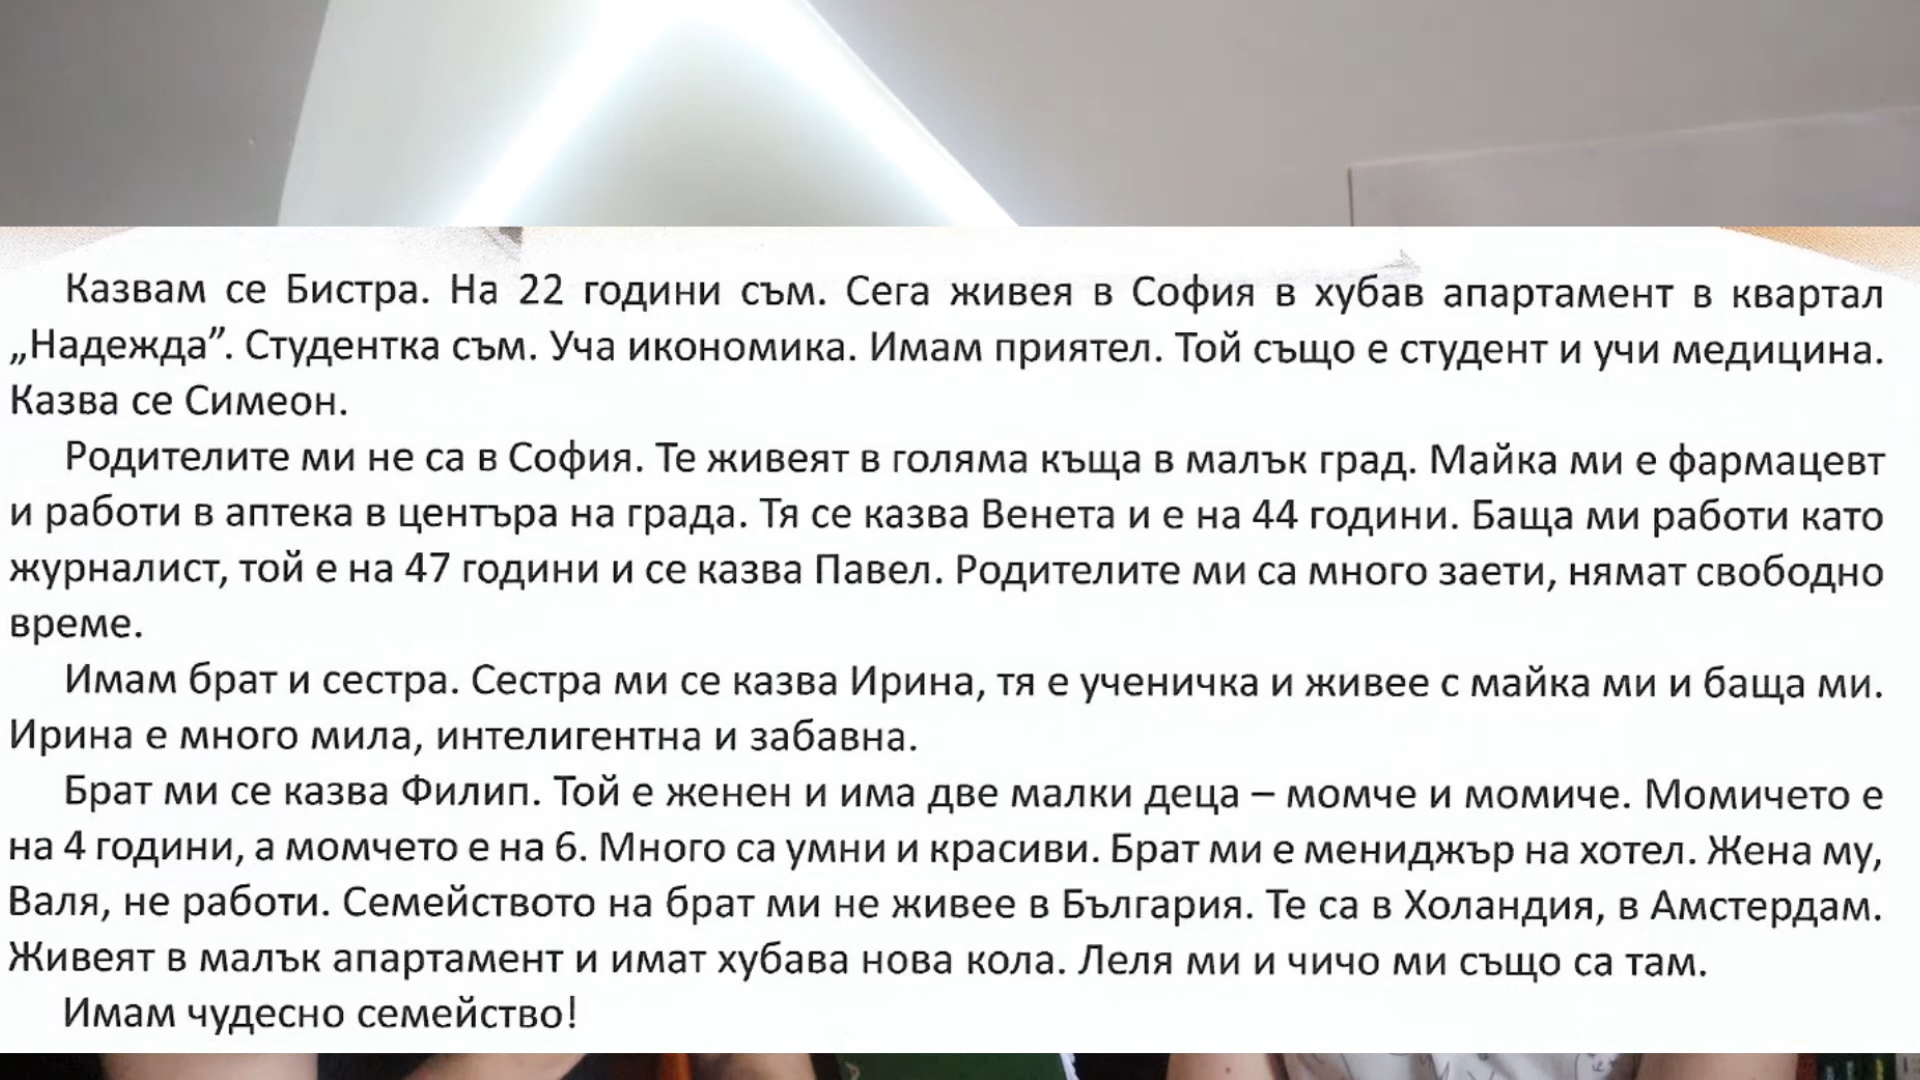 Казвам се Бистра. На 22 години съм. Сега живея в София в хубав апартамент в квартал
„Надежда”. Студентка съм. Уча икономика. Имам приятел. Той също е студент и учи медицина.
Казва се Симеон.
Родителите ми не са в София. Те живеят в голяма къща в малък град. Майка ми е фармацевт
и работи в аптека в центъра на града. Тя се казва Венета и е на 44 години. Баща ми работи като
журналист, той е на 47 години и се казва Павел. Родителите ми са много заети, нямат свободно
време.
Имам брат и сестра. Сестра ми се казва Ирина, тя е ученичка и живее с майка ми и баща ми.
Ирина е много мила, интелигентна и забавна.
Брат ми се казва Филип. Той е женен и има две малки деца – момче и момиче. Момичето е
на 4 години, а момчето е на 6. Много са умни и красиви. Брат ми е мениджър на хотел. Жена му,
Валя, не работи. Семейството на брат ми не живее в България. Те са в Холандия, в Амстердам.
Живеят в малък апартамент и имат хубава нова кола. Леля ми и чичо ми също са там.
Имам чудесно семейство!